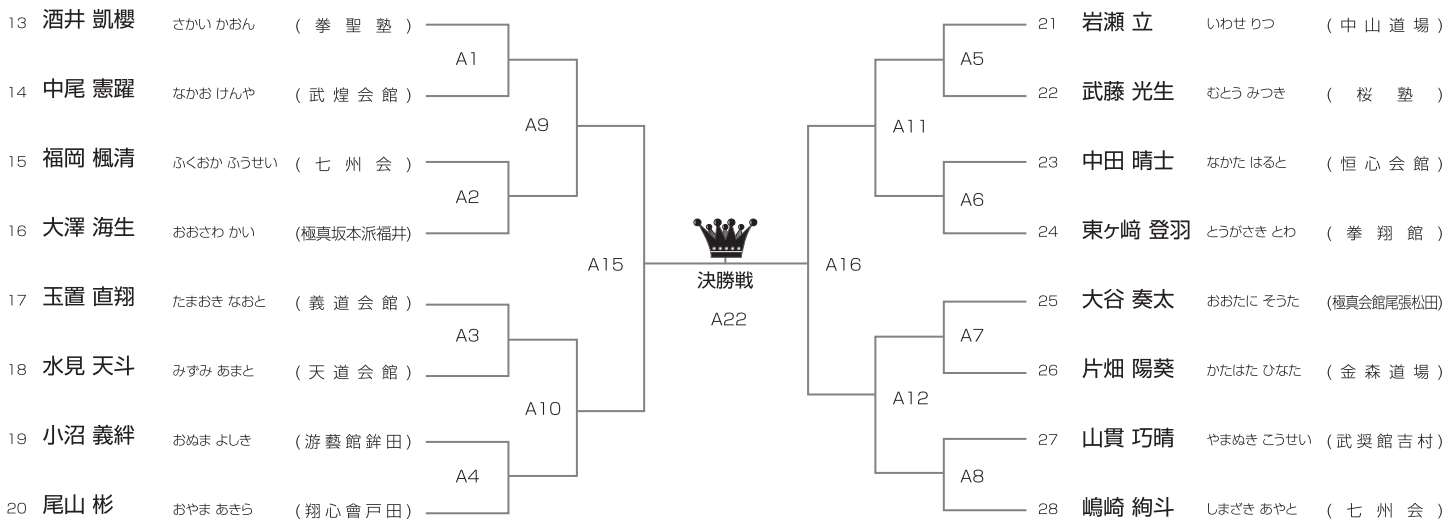 13 酒井 凱櫻 さかい かおん (拳聖塾)
A1
14 中尾 憲躍 なかお けんや (武煌会館)
A9
15 福岡 楓清 ふくおか ふうせい (七州会)
A2
16 大澤 海生 おおさわ かい (極真坂本派福井)
A15
17 玉置 直翔 たまおき なおと (義道会館)
A3
18 水見 天斗 みずみ あまと (天道会館)
A10
19 小沼 義絆 おぬま よしき (游藝館鉾田)
A4
20 尾山 彬 おやま あきら (翔心會戸田)
決勝戦
A22
21 岩瀬 立 いわせ りつ (中山道場)
A5
22 武藤 光生 むとう みつき (桜塾)
A11
23 中田 晴士 なかた はると (恒心会館)
A6
24 東ヶ﨑 登羽 とうがさき とわ (拳翔館)
A16
25 大谷 奏太 おおたに そうた (極真会館尾張松田)
A7
26 片畑 陽葵 かたはた ひなた (金森道場)
A12
27 山貫 巧晴 やまぬき こうせい (武奨館吉村)
A8
28 嶋崎 絢斗 しまざき あやと (七州会)